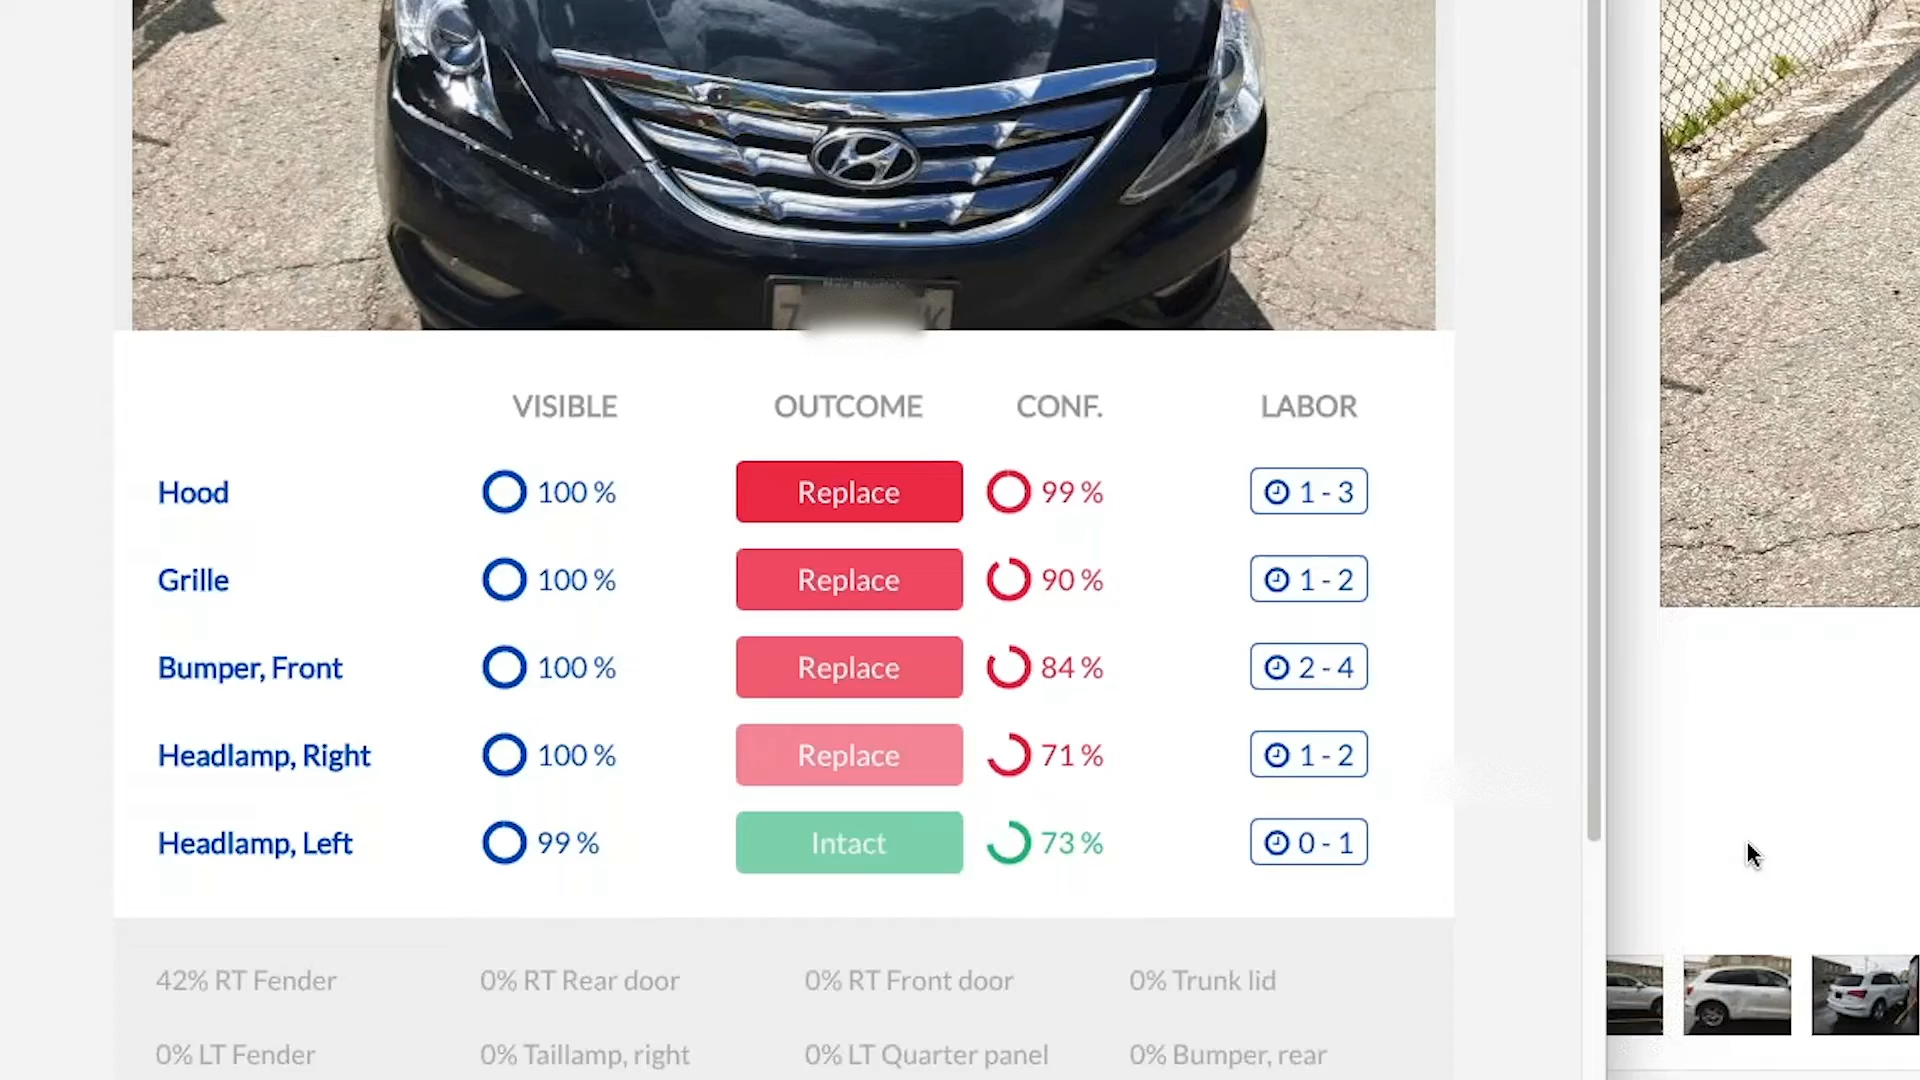 VISIBLE OUTCOME CONF. LABOR
Hood 100 % Replace 99 % 1 - 3
Grille 100 % Replace 90 % 1 - 2
Bumper, Front 100 % Replace 84 % 2 - 4
Headlamp, Right 100 % Replace 71 % 1 - 2
Headlamp, Left 99 % Intact 73 % 0 - 1
42% RT Fender 0% RT Rear door 0% RT Front door 0% Trunk lid
0% LT Fender 0% Taillamp, right 0% LT Quarter panel 0% Bumper, rear